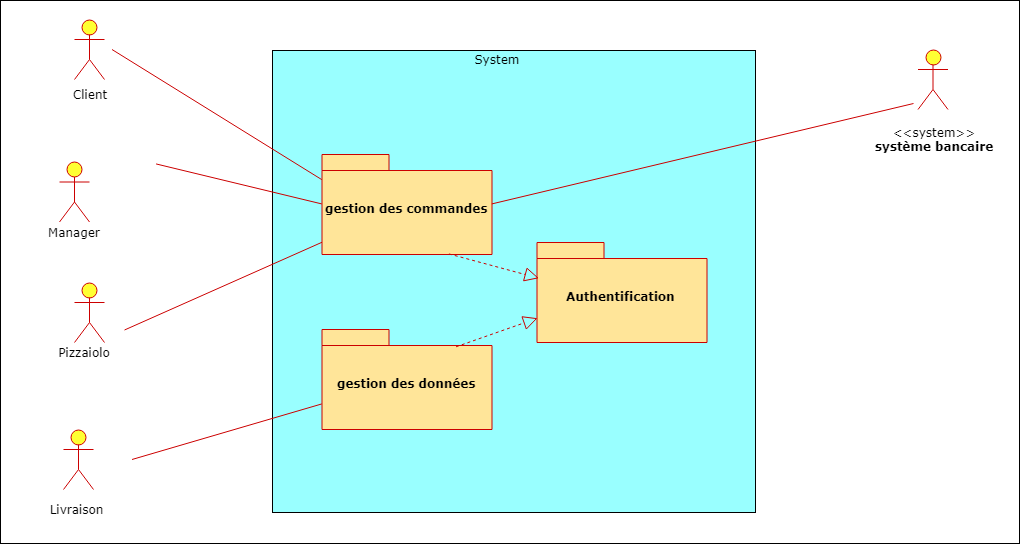 System
Client
<<system>>
système bancaire
gestion des commandes
Manager
Authentification
Pizzaiolo
gestion des données
Livraison